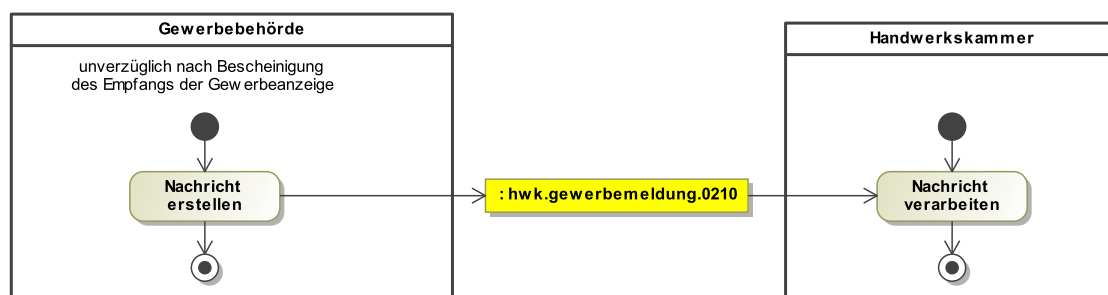 Gewerbebehörde
unverzüglich nach Bescheinigung
des Empfangs der Gewerbeanzeige
Nachricht
erstellen
: hwk.gewerbemeldung.0210
Handwerkskammer
Nachricht
verarbeiten